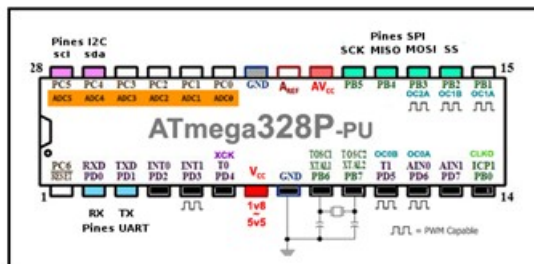 Pines I2C
scl sda
Pines SPI
SCK MISO MOSI SS
28 15
PC5 PC4 PC3 PC2 PC1 PC0 GND AREF AVCC PB5 PB4 PB3 PB2 PB1
ADC5 ADC4 ADC3 ADC2 ADC1 ADC0 OC2A OC1B OC1A
ATmega328P-PU
XCK TOSC1 TOSC2 OC0B OC0A CLKO
PC6 RXD TXD INT0 INT1 T0 VCC GND XTAL1 XTAL2 T1 AIN0 AIN1 ICP1
RESET PD0 PD1 PD2 PD3 PD4 PB6 PB7 PD5 PD6 PD7 PB0
1 14
RX TX
Pines UART
1v8
~
5v5
= PWM Capable